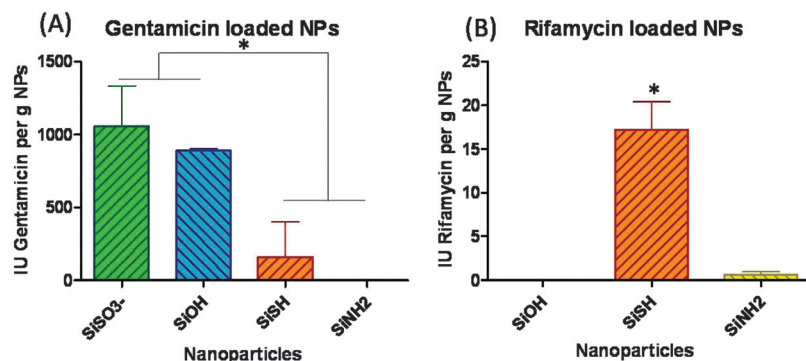 (A)
Gentamicin loaded NPs
*
IU Gentamicin per g NPs
1500
1000
500
0
SiSO3-
SiOH
SiSH
SiNH2
Nanoparticles
(B)
Rifamycin loaded NPs
*
IU Rifamycin per g NPs
25
20
15
10
5
0
SiOH
SiSH
SiNH2
Nanoparticles